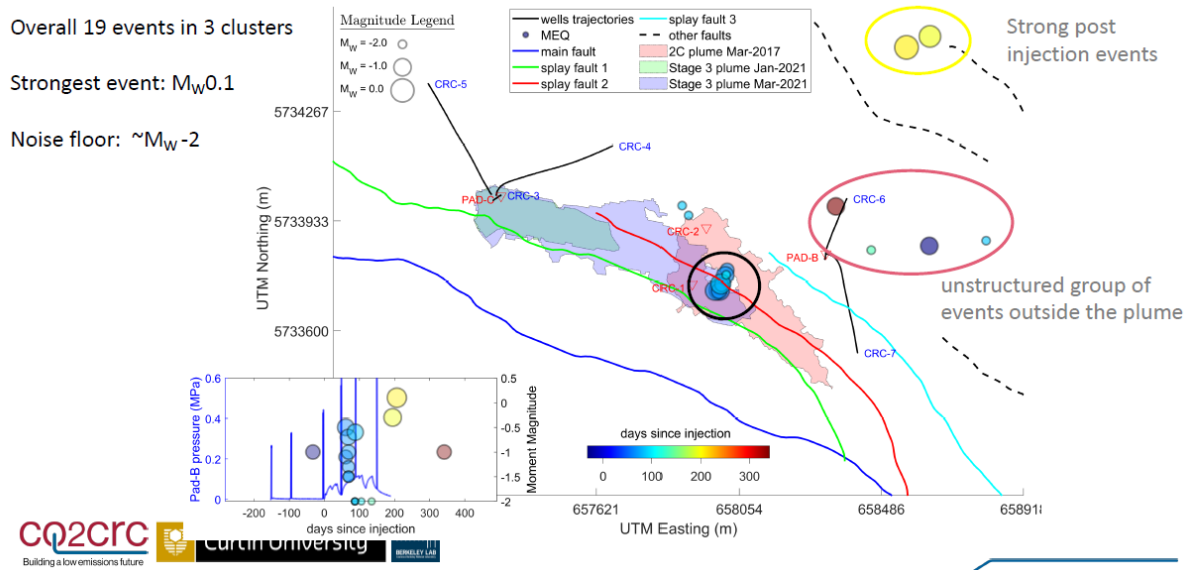 Overall 19 events in 3 clusters
Strongest event: MW0.1
Noise floor: ~MW -2
Magnitude Legend
MW = -2.0
MW = -1.0
MW = 0.0
wells trajectories
MEQ
main fault
splay fault 1
splay fault 2
splay fault 3
other faults
2C plume Mar-2017
Stage 3 plume Jan-2021
Stage 3 plume Mar-2021
Strong post
injection events
CRC-5
5734267
CRC-4
PAD-C
CRC-3
CRC-6
5733933
CRC-2
PAD-B
CRC-1
unstructured group of
events outside the plume
5733600
CRC-7
UTM Northing (m)
0.6
0.4
0.2
0
Pad-B pressure (MPa)
0.5
0
-0.5
-1
-1.5
-2
Moment Magnitude
-200 -100 0 100 200 300 400
days since injection
days since injection
0 100 200 300
657621 658054 658486 65891
UTM Easting (m)
CO2CRC
Building a low emissions future
Curtin University
BERKELEY LAB